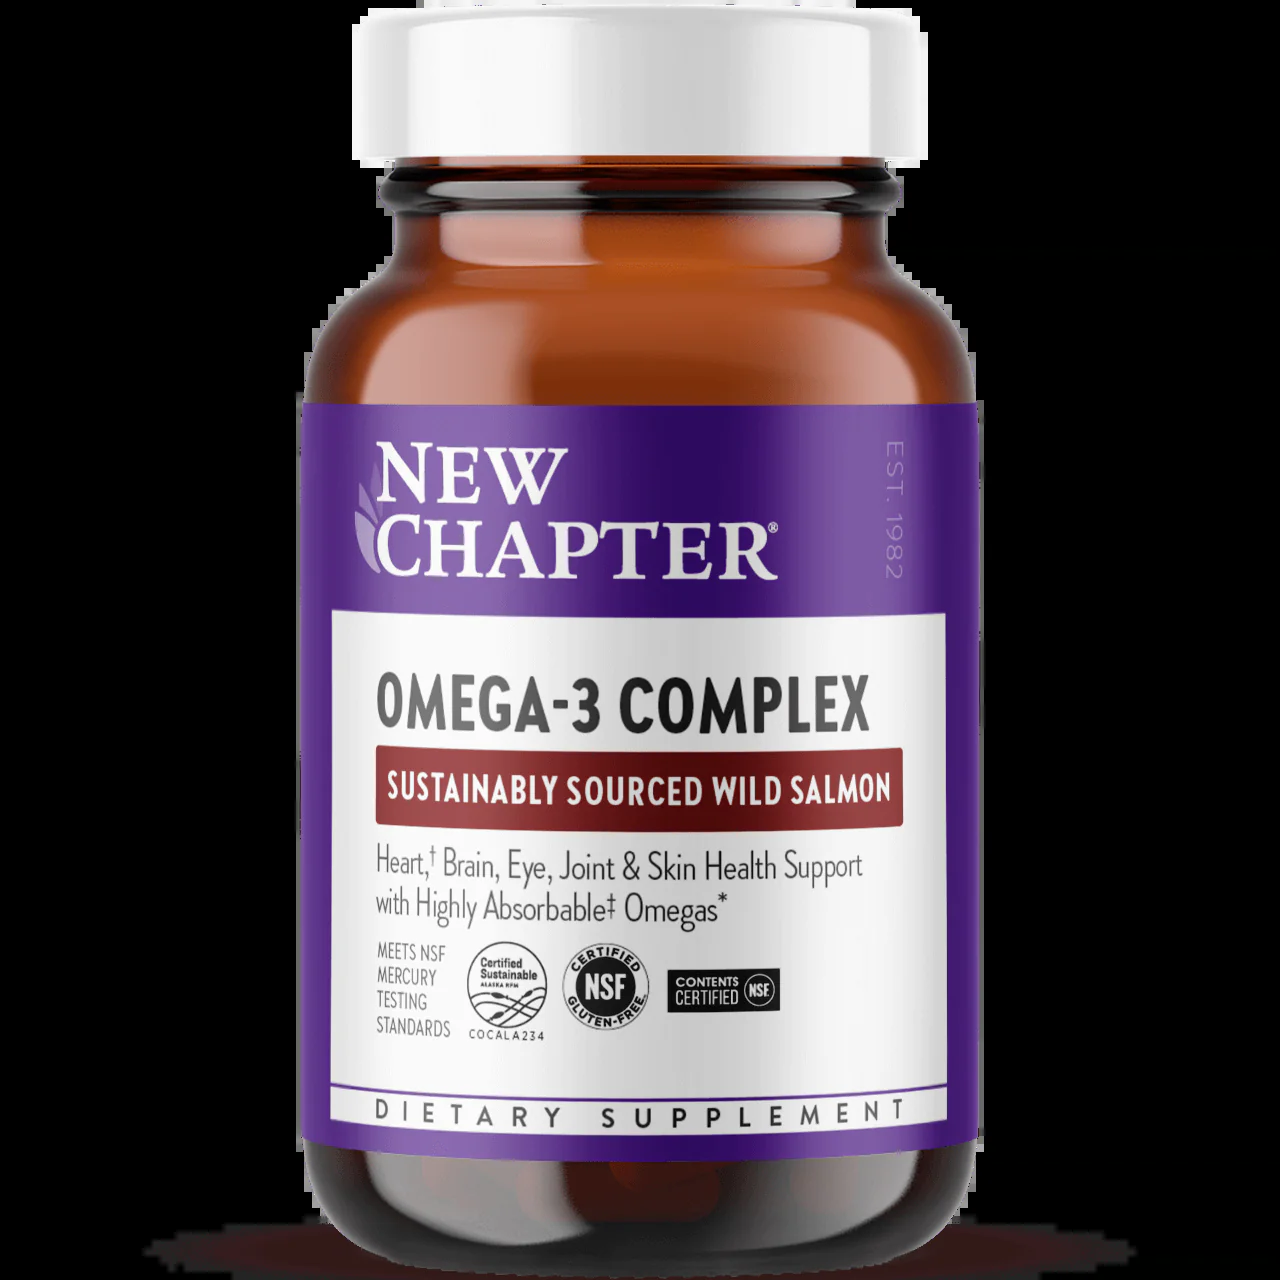 NEW
CHAPTER®
EST. 1982
OMEGA-3 COMPLEX
SUSTAINABLY SOURCED WILD SALMON
Heart,† Brain, Eye, Joint & Skin Health Support
with Highly Absorbable‡ Omegas*
MEETS NSF
MERCURY
TESTING
STANDARDS
Certified
Sustainable
ALASKA RFM
COCALA234
CERTIFIED
NSF
GLUTEN-FREE
CONTENTS
CERTIFIED
NSF
DIETARY SUPPLEMENT